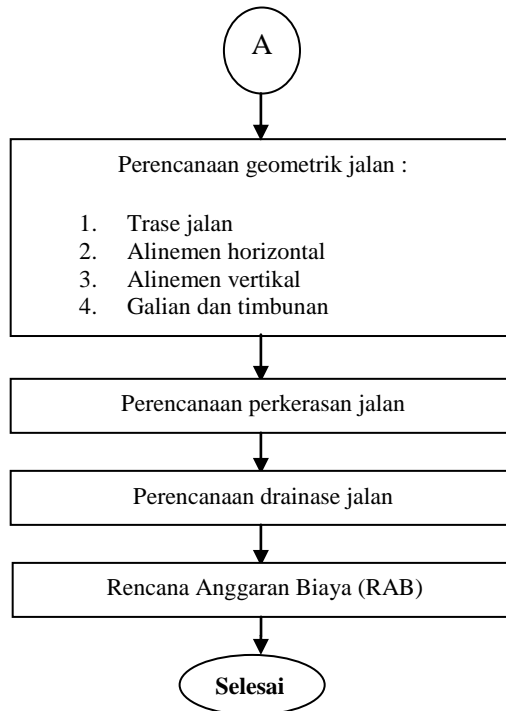 A
Perencanaan geometrik jalan :
1. Trase jalan
2. Alinemen horizontal
3. Alinemen vertikal
4. Galian dan timbunan
Perencanaan perkerasan jalan
Perencanaan drainase jalan
Rencana Anggaran Biaya (RAB)
Selesai